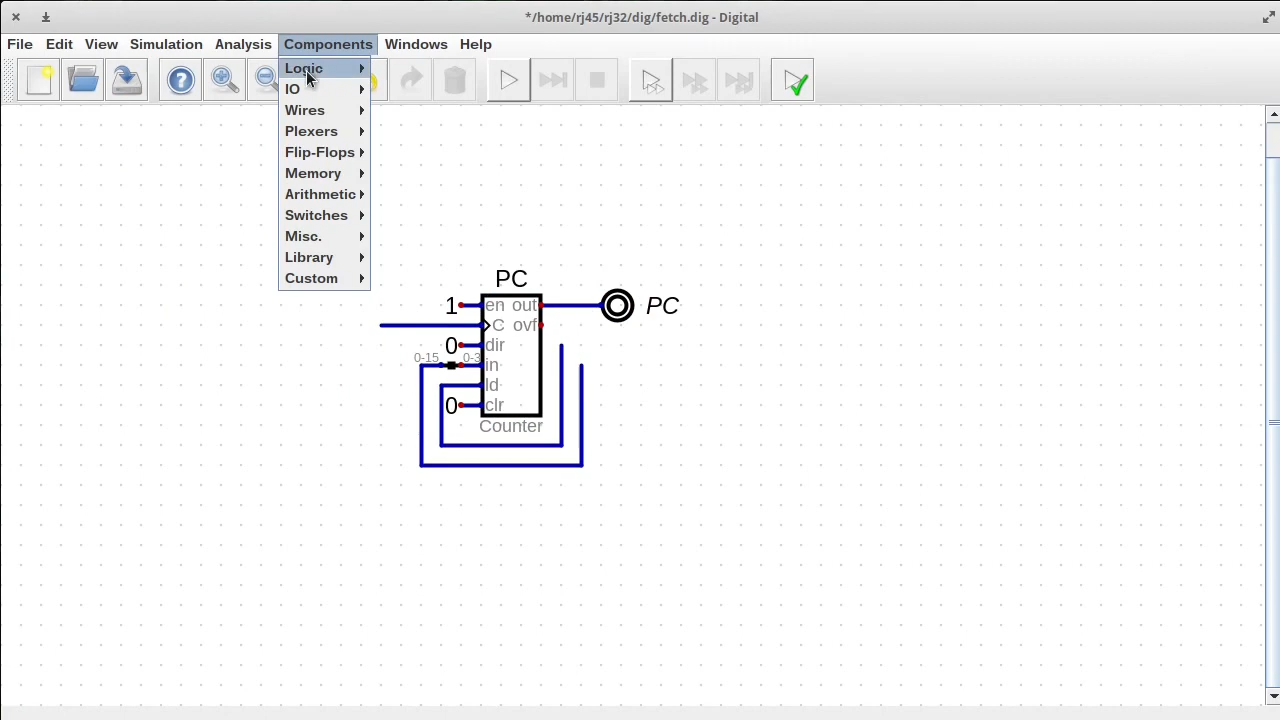 */home/rj45/rj32/dig/fetch.dig - Digital
File Edit View Simulation Analysis Components Windows Help
Logic
IO
Wires
Plexers
Flip-Flops
Memory
Arithmetic
Switches
Misc.
Library
Custom
PC
1 en out PC
C ovf
0 dir
0-15 0-3 in
ld
0 clr
Counter